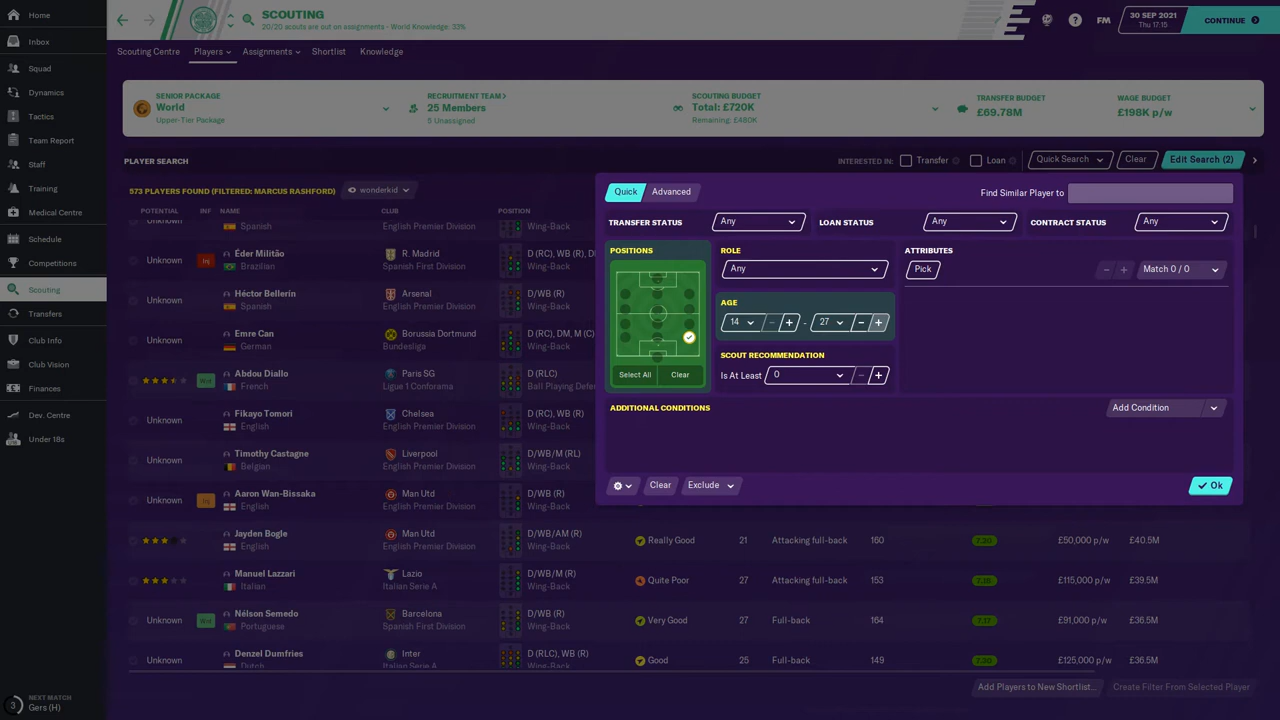 Home
Inbox
Squad
Dynamics
Tactics
Team Report
Staff
Training
Medical Centre
Schedule
Competitions
Scouting
Transfers
Club Info
Club Vision
Finances
Dev. Centre
Under 18s
3 NEXT MATCH
Gers (H)
SCOUTING
20/20 scouts are out on assignments - World Knowledge: 33%
FM
30 SEP 2021
Thu 17:15
CONTINUE
Scouting Centre Players Assignments Shortlist Knowledge
SENIOR PACKAGE
World
Upper-Tier Package
RECRUITMENT TEAM
25 Members
5 Unassigned
SCOUTING BUDGET
Total: £720K
Remaining: £480K
TRANSFER BUDGET
£69.78M
WAGE BUDGET
£198K p/w
PLAYER SEARCH INTERESTED IN: Transfer Loan Quick Search Clear Edit Search (2)
573 PLAYERS FOUND (FILTERED: MARCUS RASHFORD) wonderkid
POTENTIAL INF NAME CLUB POSITION
Unknown Spanish English Premier Division Wing-Back
Unknown Inj Éder Militão R. Madrid D (RC), WB (R), D
Brazilian Spanish First Division Wing-Back
Unknown Héctor Bellerín Arsenal D/WB (R)
Spanish English Premier Division Wing-Back
Unknown Emre Can Borussia Dortmund D (RC), DM, M (C)
German Bundesliga Wing-Back
Wnt Abdou Diallo Paris SG D (RLC)
French Ligue 1 Conforama Ball Playing Defe
Unknown Fikayo Tomori Chelsea D (RC), WB (R)
English English Premier Division Wing-Back
Unknown Timothy Castagne Liverpool D/WB/M (RL)
Belgian English Premier Division Wing-Back
Unknown Inj Aaron Wan-Bissaka Man Utd D/WB (R)
English English Premier Division Wing-Back
Jayden Bogle Man Utd D/WB/AM (R) Really Good 21 Attacking full-back 160 7.30 £50,000 p/w £40.5M
English English Premier Division Wing-Back
Manuel Lazzari Lazio D/WB/M (R) Quite Poor 27 Attacking full-back 153 7.18 £115,000 p/w £39.5M
Italian Italian Serie A Wing-Back
Unknown Wnt Nélson Semedo Barcelona D/WB (R) Very Good 27 Full-back 164 7.17 £91,000 p/w £36.5M
Portuguese Spanish First Division Wing-Back
Unknown Denzel Dumfries Inter D (RLC), WB (R) Good 25 Full-back 149 7.30 £125,000 p/w £36.5M
Dutch Italian Serie A Wing-Back
Add Players to New Shortlist... Create Filter From Selected Player
Quick Advanced Find Similar Player to
TRANSFER STATUS Any LOAN STATUS Any CONTRACT STATUS Any
POSITIONS
Select All Clear
ROLE
Any
AGE
14 - + - 27 - +
SCOUT RECOMMENDATION
Is At Least 0 - +
ATTRIBUTES
Pick - + Match 0 / 0
ADDITIONAL CONDITIONS Add Condition
Clear Exclude Ok